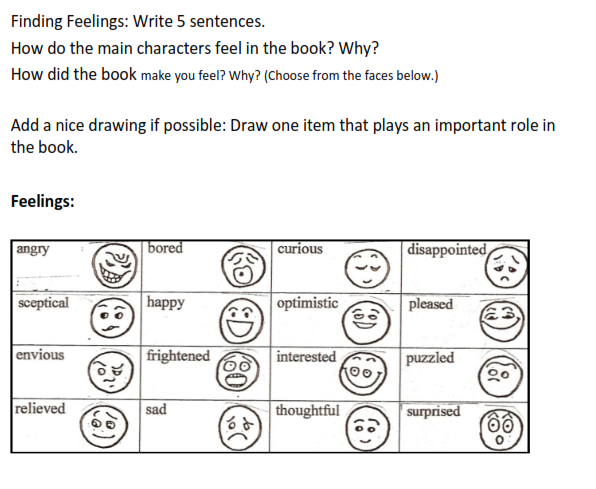 Finding Feelings: Write 5 sentences.
How do the main characters feel in the book? Why?
How did the book make you feel? Why? (Choose from the faces below.)
Add a nice drawing if possible: Draw one item that plays an important role in
the book.
Feelings:
angry bored curious disappointed
sceptical happy optimistic pleased
envious frightened interested puzzled
relieved sad thoughtful surprised